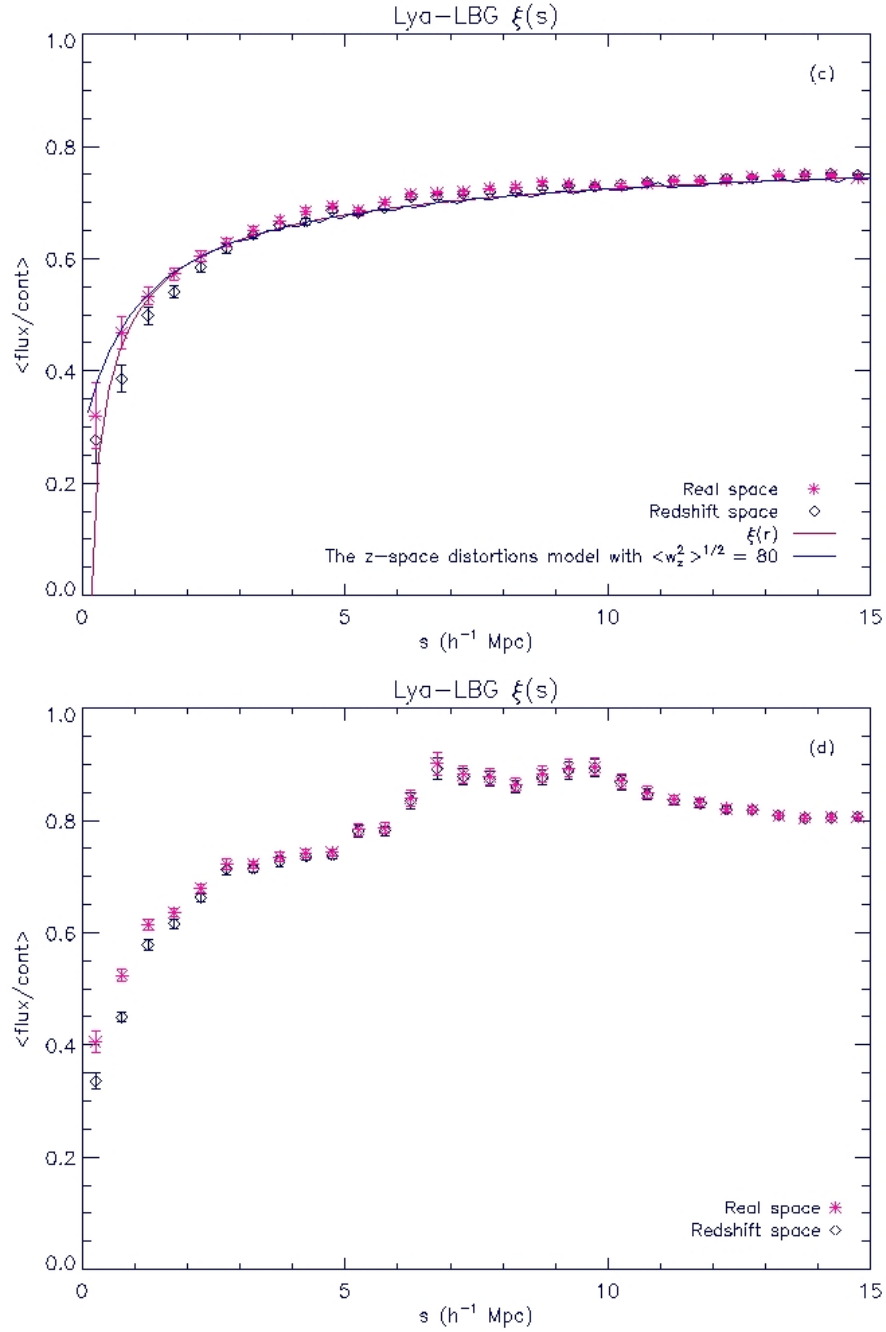 Lya−LBG ξ(s)
(c)
1.0
0.8
0.6
0.4
0.2
0.0
<flux/cont>
Real space
Redshift space
ξ(r)
The z−space distortions model with <w_z^2>^1/2 = 80
0 5 10 15
s (h^−1 Mpc)
Lya−LBG ξ(s)
(d)
1.0
0.8
0.6
0.4
0.2
0.0
<flux/cont>
Real space
Redshift space
0 5 10 15
s (h^−1 Mpc)